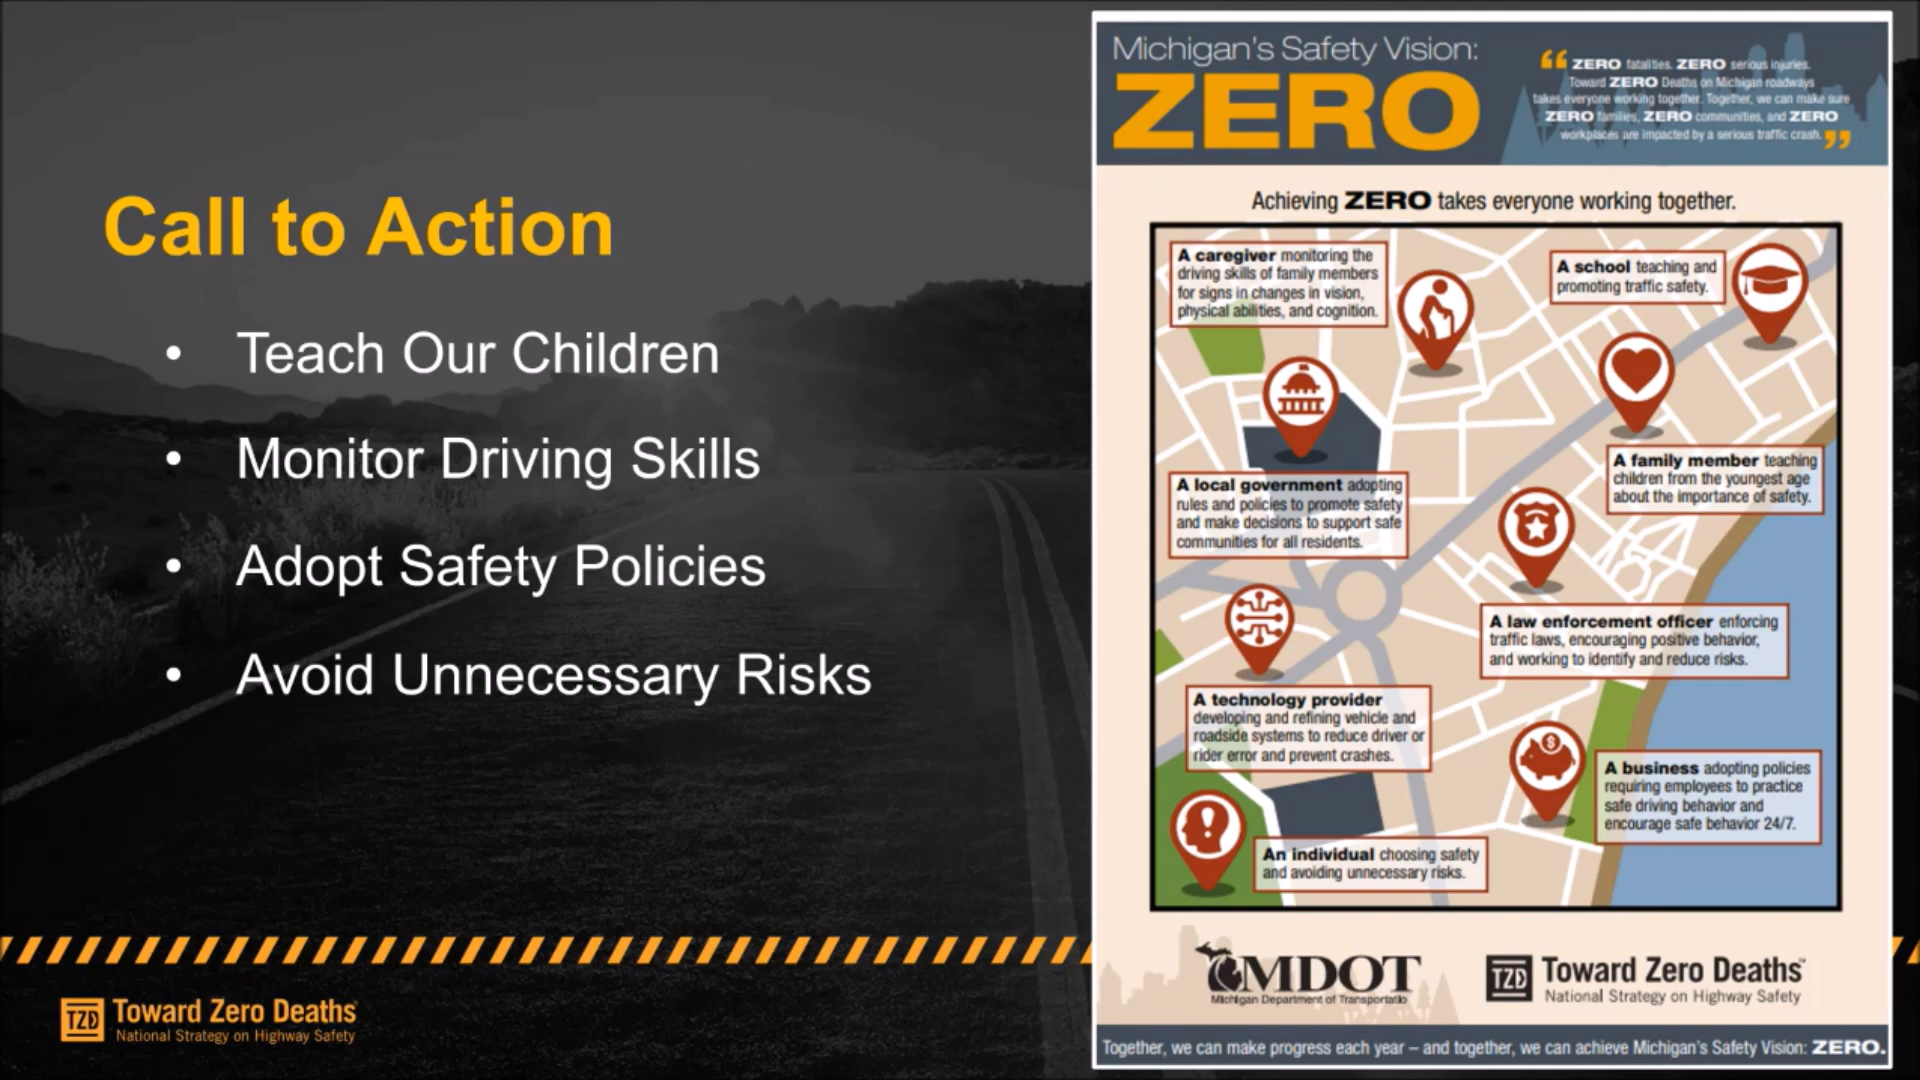 Call to Action
• Teach Our Children
• Monitor Driving Skills
• Adopt Safety Policies
• Avoid Unnecessary Risks
TZD Toward Zero Deaths
National Strategy on Highway Safety
Michigan's Safety Vision:
ZERO
“ ZERO fatalities. ZERO serious injuries.
Toward ZERO Deaths on Michigan roadways
takes everyone working together. Together, we can make sure
ZERO families, ZERO communities, and ZERO
workplaces are impacted by a serious traffic crash. ”
Achieving ZERO takes everyone working together.
A caregiver monitoring the
driving skills of family members
for signs in changes in vision,
physical abilities, and cognition.
A school teaching and
promoting traffic safety.
A family member teaching
children from the youngest age
about the importance of safety.
A local government adopting
rules and policies to promote safety
and make decisions to support safe
communities for all residents.
A law enforcement officer enforcing
traffic laws, encouraging positive behavior,
and working to identify and reduce risks.
A technology provider
developing and refining vehicle and
roadside systems to reduce driver or
rider error and prevent crashes.
$
A business adopting policies
requiring employees to practice
safe driving behavior and
encourage safe behavior 24/7.
An individual choosing safety
and avoiding unnecessary risks.
MDOT
Michigan Department of Transportatio
TZD Toward Zero Deaths™
National Strategy on Highway Safety
Together, we can make progress each year – and together, we can achieve Michigan's Safety Vision: ZERO.